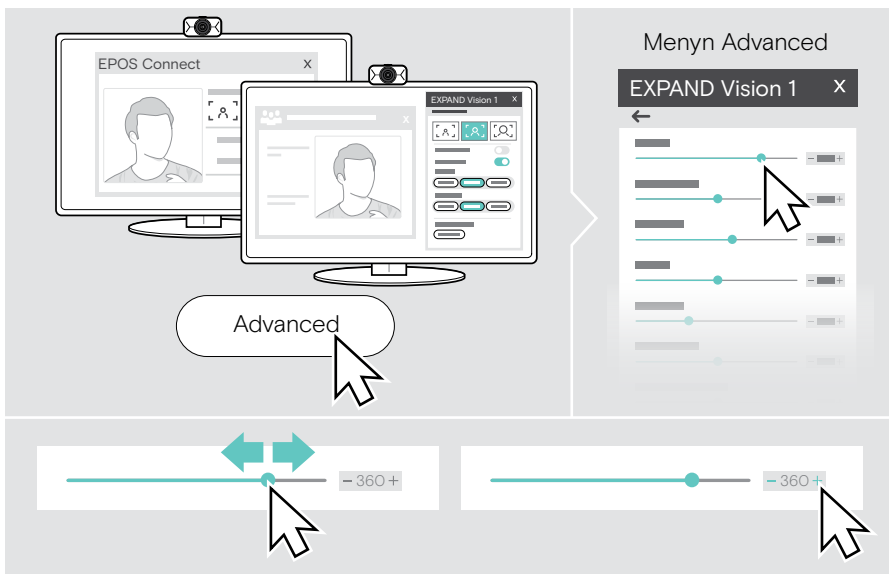 EPOS Connect X
EXPAND Vision 1 X
x
Advanced
Menyn Advanced
EXPAND Vision 1 X
- +
- +
- +
- +
- +
- +
- 360 +
- 360 +